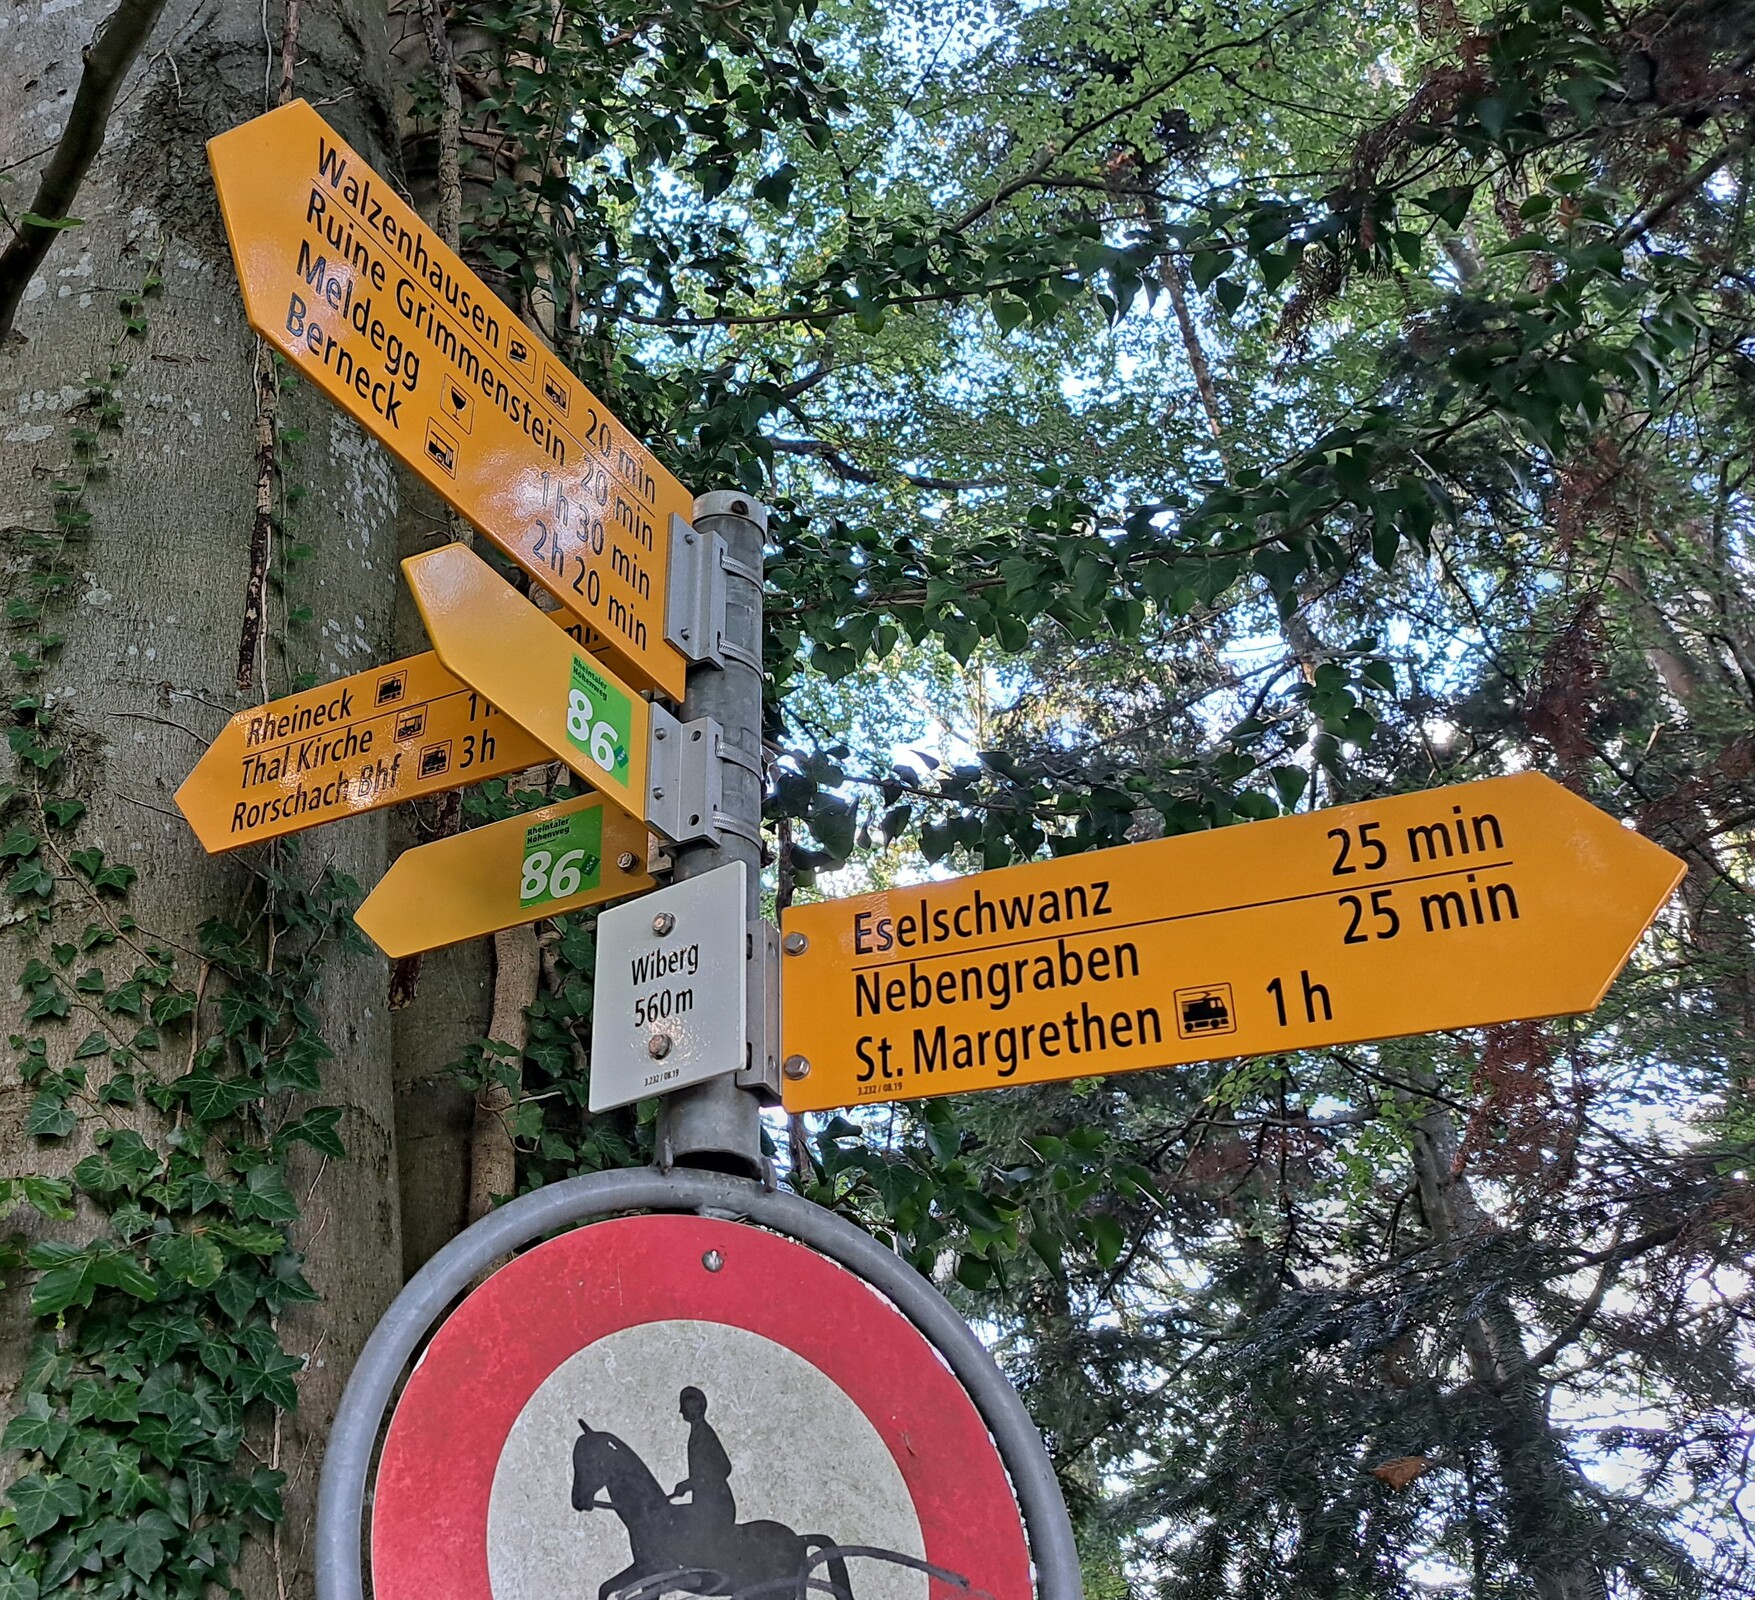 Walzenhausen 20 min
Ruine Grimmenstein 20 min
Meldegg 1h 30 min
Berneck 2h 20 min
Rheintaler
Höhenweg
86
Rheineck
Thal Kirche 1h
Rorschach Bhf 3h
Rheintaler
Höhenweg
86
Wiberg
560m
3.232 / 08.19
Eselschwanz 25 min
Nebengraben 25 min
St. Margrethen 1h
3.232 / 08.19